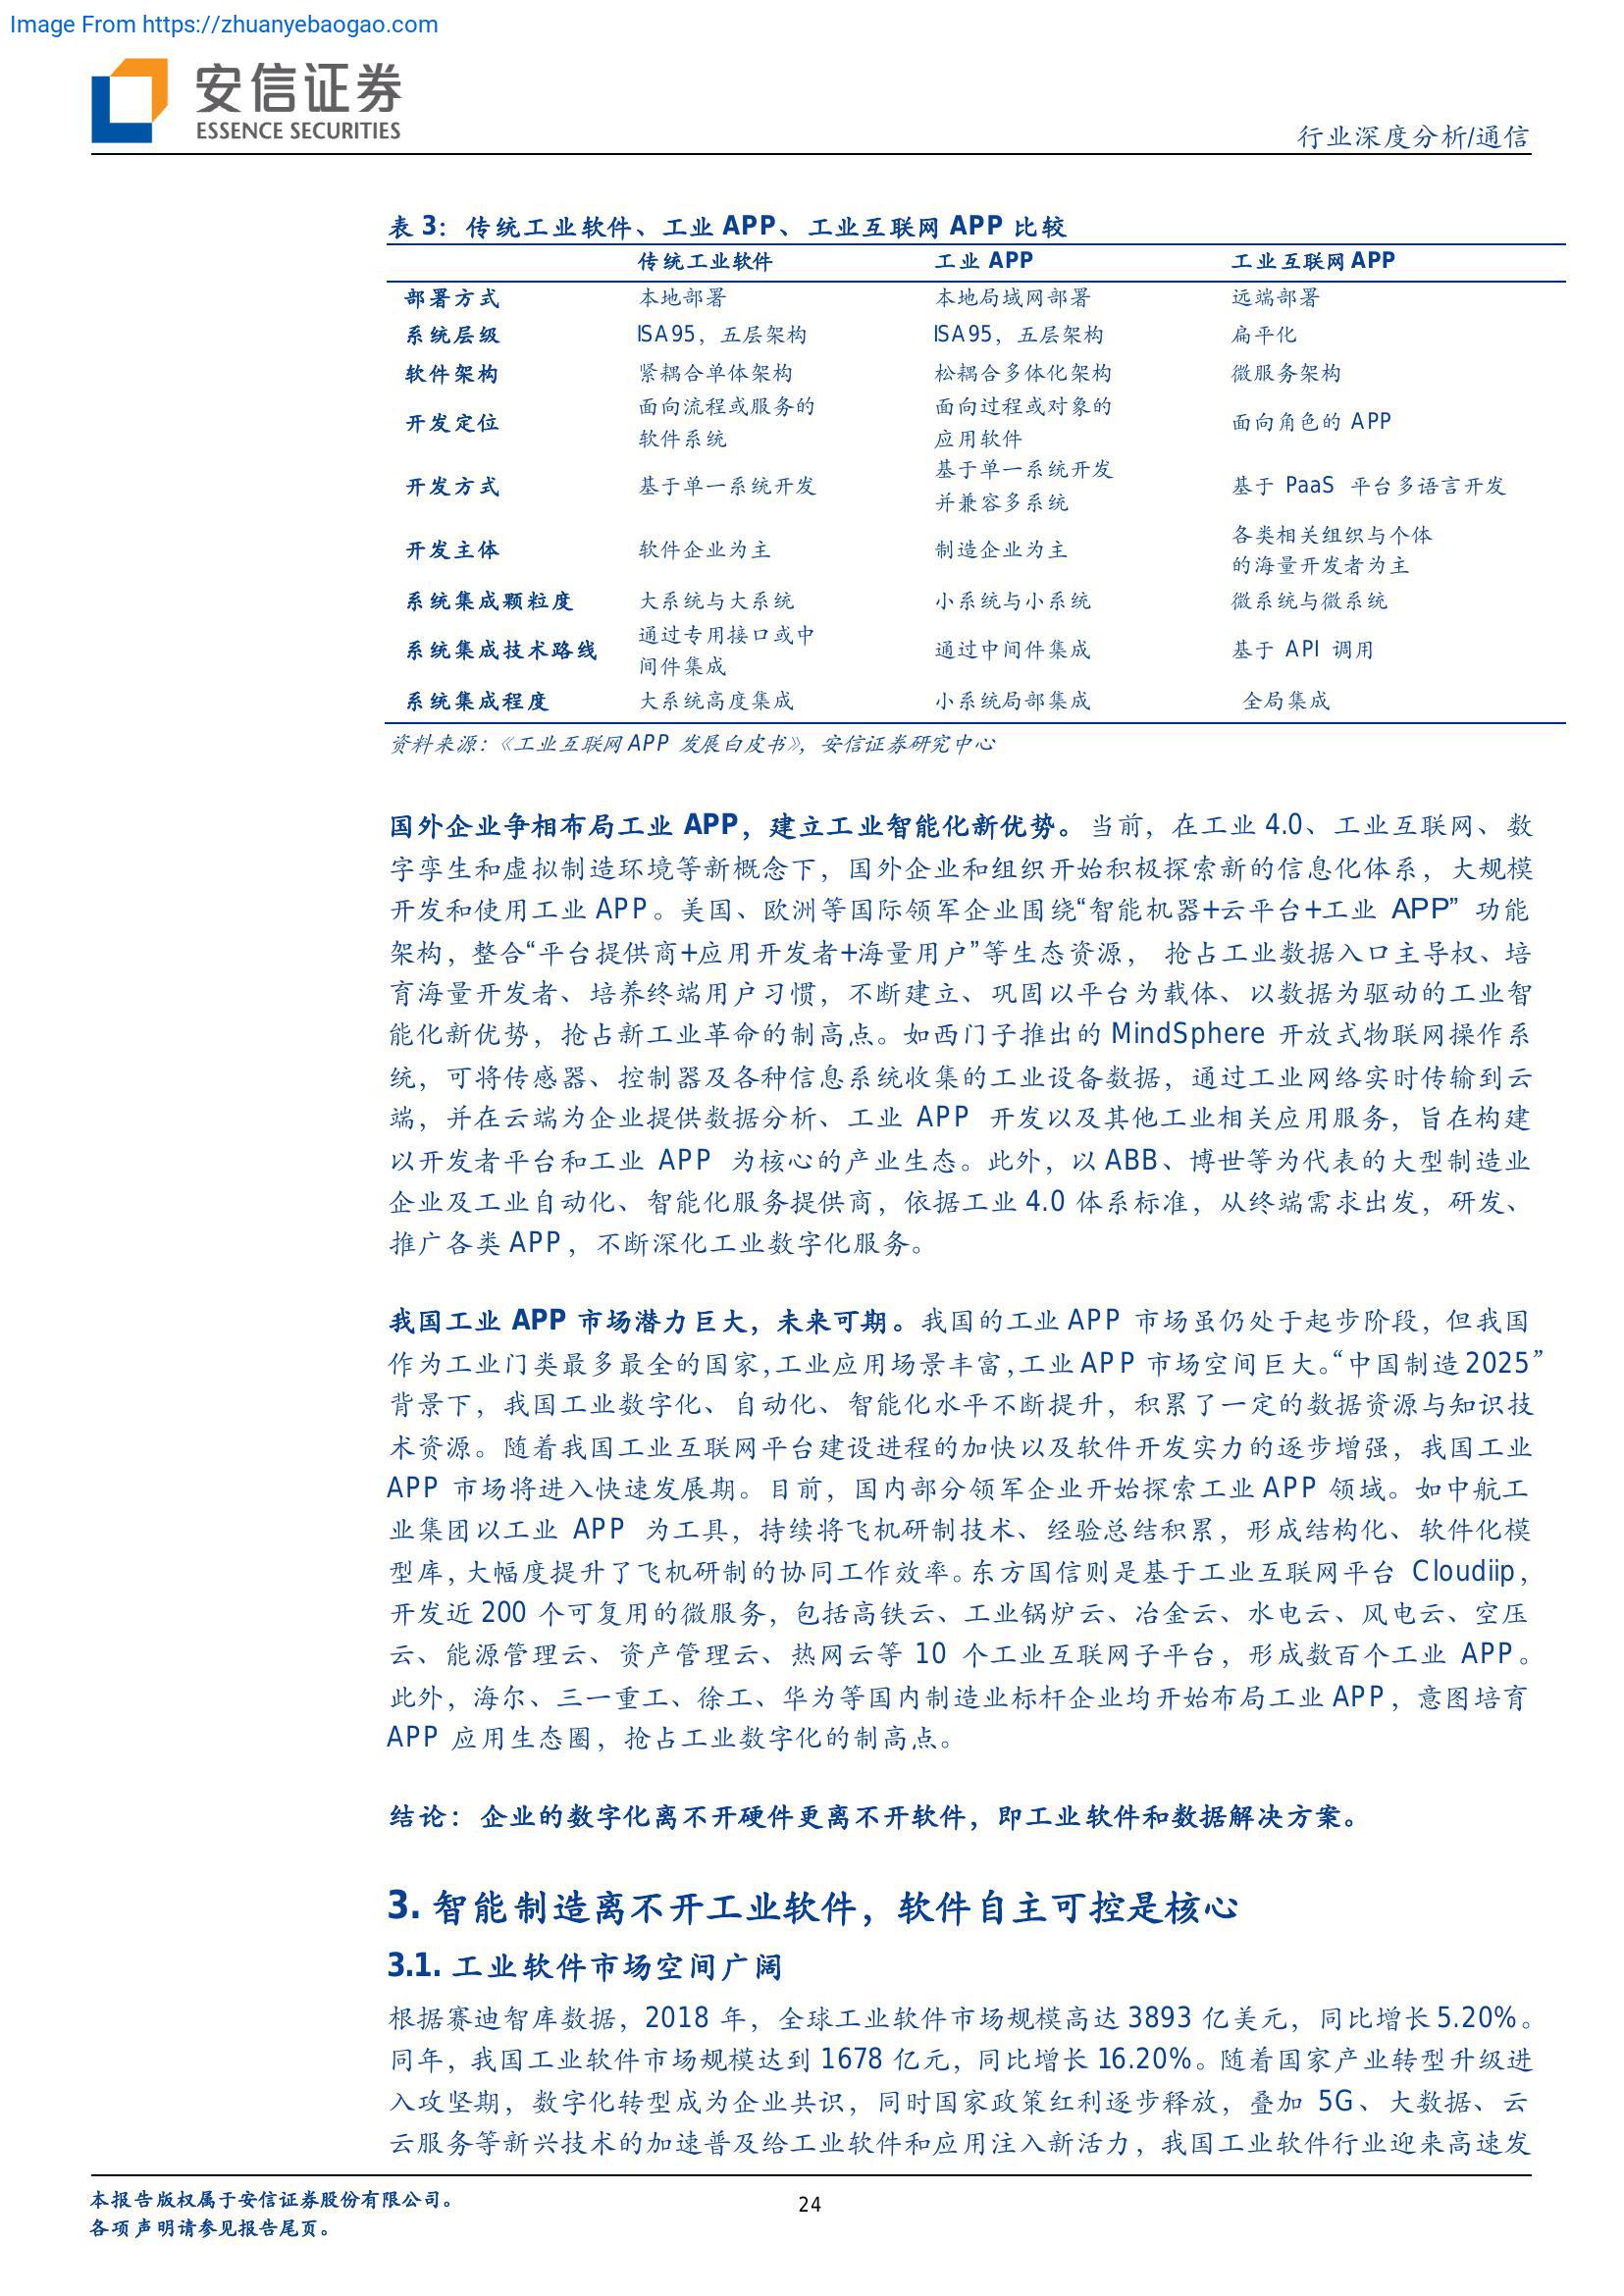 Image From https://zhuanyebaogao.com
安信证券
ESSENCE SECURITIES
行业深度分析/通信
表 3：传统工业软件、工业 APP、工业互联网 APP 比较
传统工业软件 工业 APP 工业互联网 APP
部署方式 本地部署 本地局域网部署 远端部署
系统层级 ISA95，五层架构 ISA95，五层架构 扁平化
软件架构 紧耦合单体架构 松耦合多体化架构 微服务架构
开发定位 面向流程或服务的软件系统 面向过程或对象的应用软件 面向角色的 APP
开发方式 基于单一系统开发 基于单一系统开发并兼容多系统 基于 PaaS 平台多语言开发
开发主体 软件企业为主 制造企业为主 各类相关组织与个体的海量开发者为主
系统集成颗粒度 大系统与大系统 小系统与小系统 微系统与微系统
系统集成技术路线 通过专用接口或中间件集成 通过中间件集成 基于 API 调用
系统集成程度 大系统高度集成 小系统局部集成 全局集成
资料来源：《工业互联网 APP 发展白皮书》，安信证券研究中心
国外企业争相布局工业 APP，建立工业智能化新优势。当前，在工业 4.0、工业互联网、数
字孪生和虚拟制造环境等新概念下，国外企业和组织开始积极探索新的信息化体系，大规模
开发和使用工业 APP。美国、欧洲等国际领军企业围绕“智能机器+云平台+工业 APP” 功能
架构，整合“平台提供商+应用开发者+海量用户”等生态资源， 抢占工业数据入口主导权、培
育海量开发者、培养终端用户习惯，不断建立、巩固以平台为载体、以数据为驱动的工业智
能化新优势，抢占新工业革命的制高点。如西门子推出的 MindSphere 开放式物联网操作系
统，可将传感器、控制器及各种信息系统收集的工业设备数据，通过工业网络实时传输到云
端，并在云端为企业提供数据分析、工业 APP 开发以及其他工业相关应用服务，旨在构建
以开发者平台和工业 APP 为核心的产业生态。此外，以 ABB、博世等为代表的大型制造业
企业及工业自动化、智能化服务提供商，依据工业 4.0 体系标准，从终端需求出发，研发、
推广各类 APP，不断深化工业数字化服务。
我国工业 APP 市场潜力巨大，未来可期。我国的工业 APP 市场虽仍处于起步阶段，但我国
作为工业门类最多最全的国家,工业应用场景丰富,工业 APP 市场空间巨大。“中国制造 2025”
背景下，我国工业数字化、自动化、智能化水平不断提升，积累了一定的数据资源与知识技
术资源。随着我国工业互联网平台建设进程的加快以及软件开发实力的逐步增强，我国工业
APP 市场将进入快速发展期。目前，国内部分领军企业开始探索工业 APP 领域。如中航工
业集团以工业 APP 为工具，持续将飞机研制技术、经验总结积累，形成结构化、软件化模
型库，大幅度提升了飞机研制的协同工作效率。东方国信则是基于工业互联网平台 Cloudiip，
开发近 200 个可复用的微服务，包括高铁云、工业锅炉云、冶金云、水电云、风电云、空压
云、能源管理云、资产管理云、热网云等 10 个工业互联网子平台，形成数百个工业 APP。
此外，海尔、三一重工、徐工、华为等国内制造业标杆企业均开始布局工业 APP，意图培育
APP 应用生态圈，抢占工业数字化的制高点。
结论：企业的数字化离不开硬件更离不开软件，即工业软件和数据解决方案。
3. 智能制造离不开工业软件，软件自主可控是核心
3.1. 工业软件市场空间广阔
根据赛迪智库数据，2018 年，全球工业软件市场规模高达 3893 亿美元，同比增长 5.20%。
同年，我国工业软件市场规模达到 1678 亿元，同比增长 16.20%。随着国家产业转型升级进
入攻坚期，数字化转型成为企业共识，同时国家政策红利逐步释放，叠加 5G、大数据、云
云服务等新兴技术的加速普及给工业软件和应用注入新活力，我国工业软件行业迎来高速发
本报告版权属于安信证券股份有限公司。
24
各项声明请参见报告尾页。